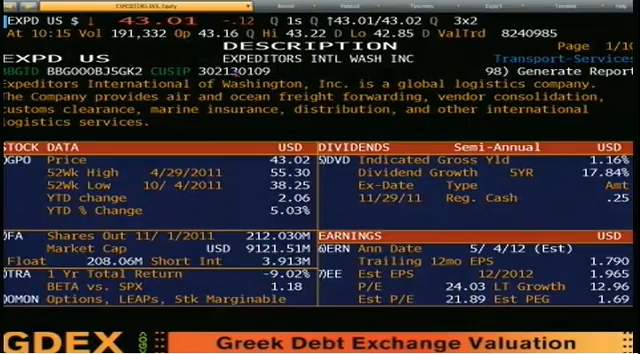 EXPEDITORS INTL Equity
EXPD US $ ↓ 43.01 -.12 Q 1s Q ↑43.01/43.02 Q 3x2
At 10:15 Vol 191,332 Op 43.16 Q Hi 43.22 D Lo 42.85 D ValTrd 8240985
DESCRIPTION Page 1/10
EXPD US EXPEDITORS INTL WASH INC Transport-Services
BBGID BBG000BJ5GK2 CUSIP 302130109 98) Generate Report
Expeditors International of Washington, Inc. is a global logistics company.
The Company provides air and ocean freight forwarding, vendor consolidation,
customs clearance, marine insurance, distribution, and other international
logistics services.
STOCK DATA USD DIVIDENDS Semi-Annual USD
)GPO Price 43.02 5)DVD Indicated Gross Yld 1.16%
52Wk High 4/29/2011 55.30 Dividend Growth 5YR 17.84%
52Wk Low 10/ 4/2011 38.25 Ex-Date Type Amt
YTD change 2.06 11/29/11 Reg. Cash .25
YTD % Change 5.03%
)FA Shares Out 11/ 1/2011 212.030M EARNINGS USD
Market Cap USD 9121.51M 6)ERN Ann Date 5/ 4/12 (Est)
Float 208.06M Short Int 3.913M Trailing 12mo EPS 1.790
)TRA 1 Yr Total Return -9.02% 7)EE Est EPS 12/2012 1.965
BETA vs. SPX 1.18 P/E 24.03 LT Growth 12.96
)OMON Options, LEAPs, Stk Marginable Est P/E 21.89 Est PEG 1.69
GDEX <GO> Greek Debt Exchange Valuation